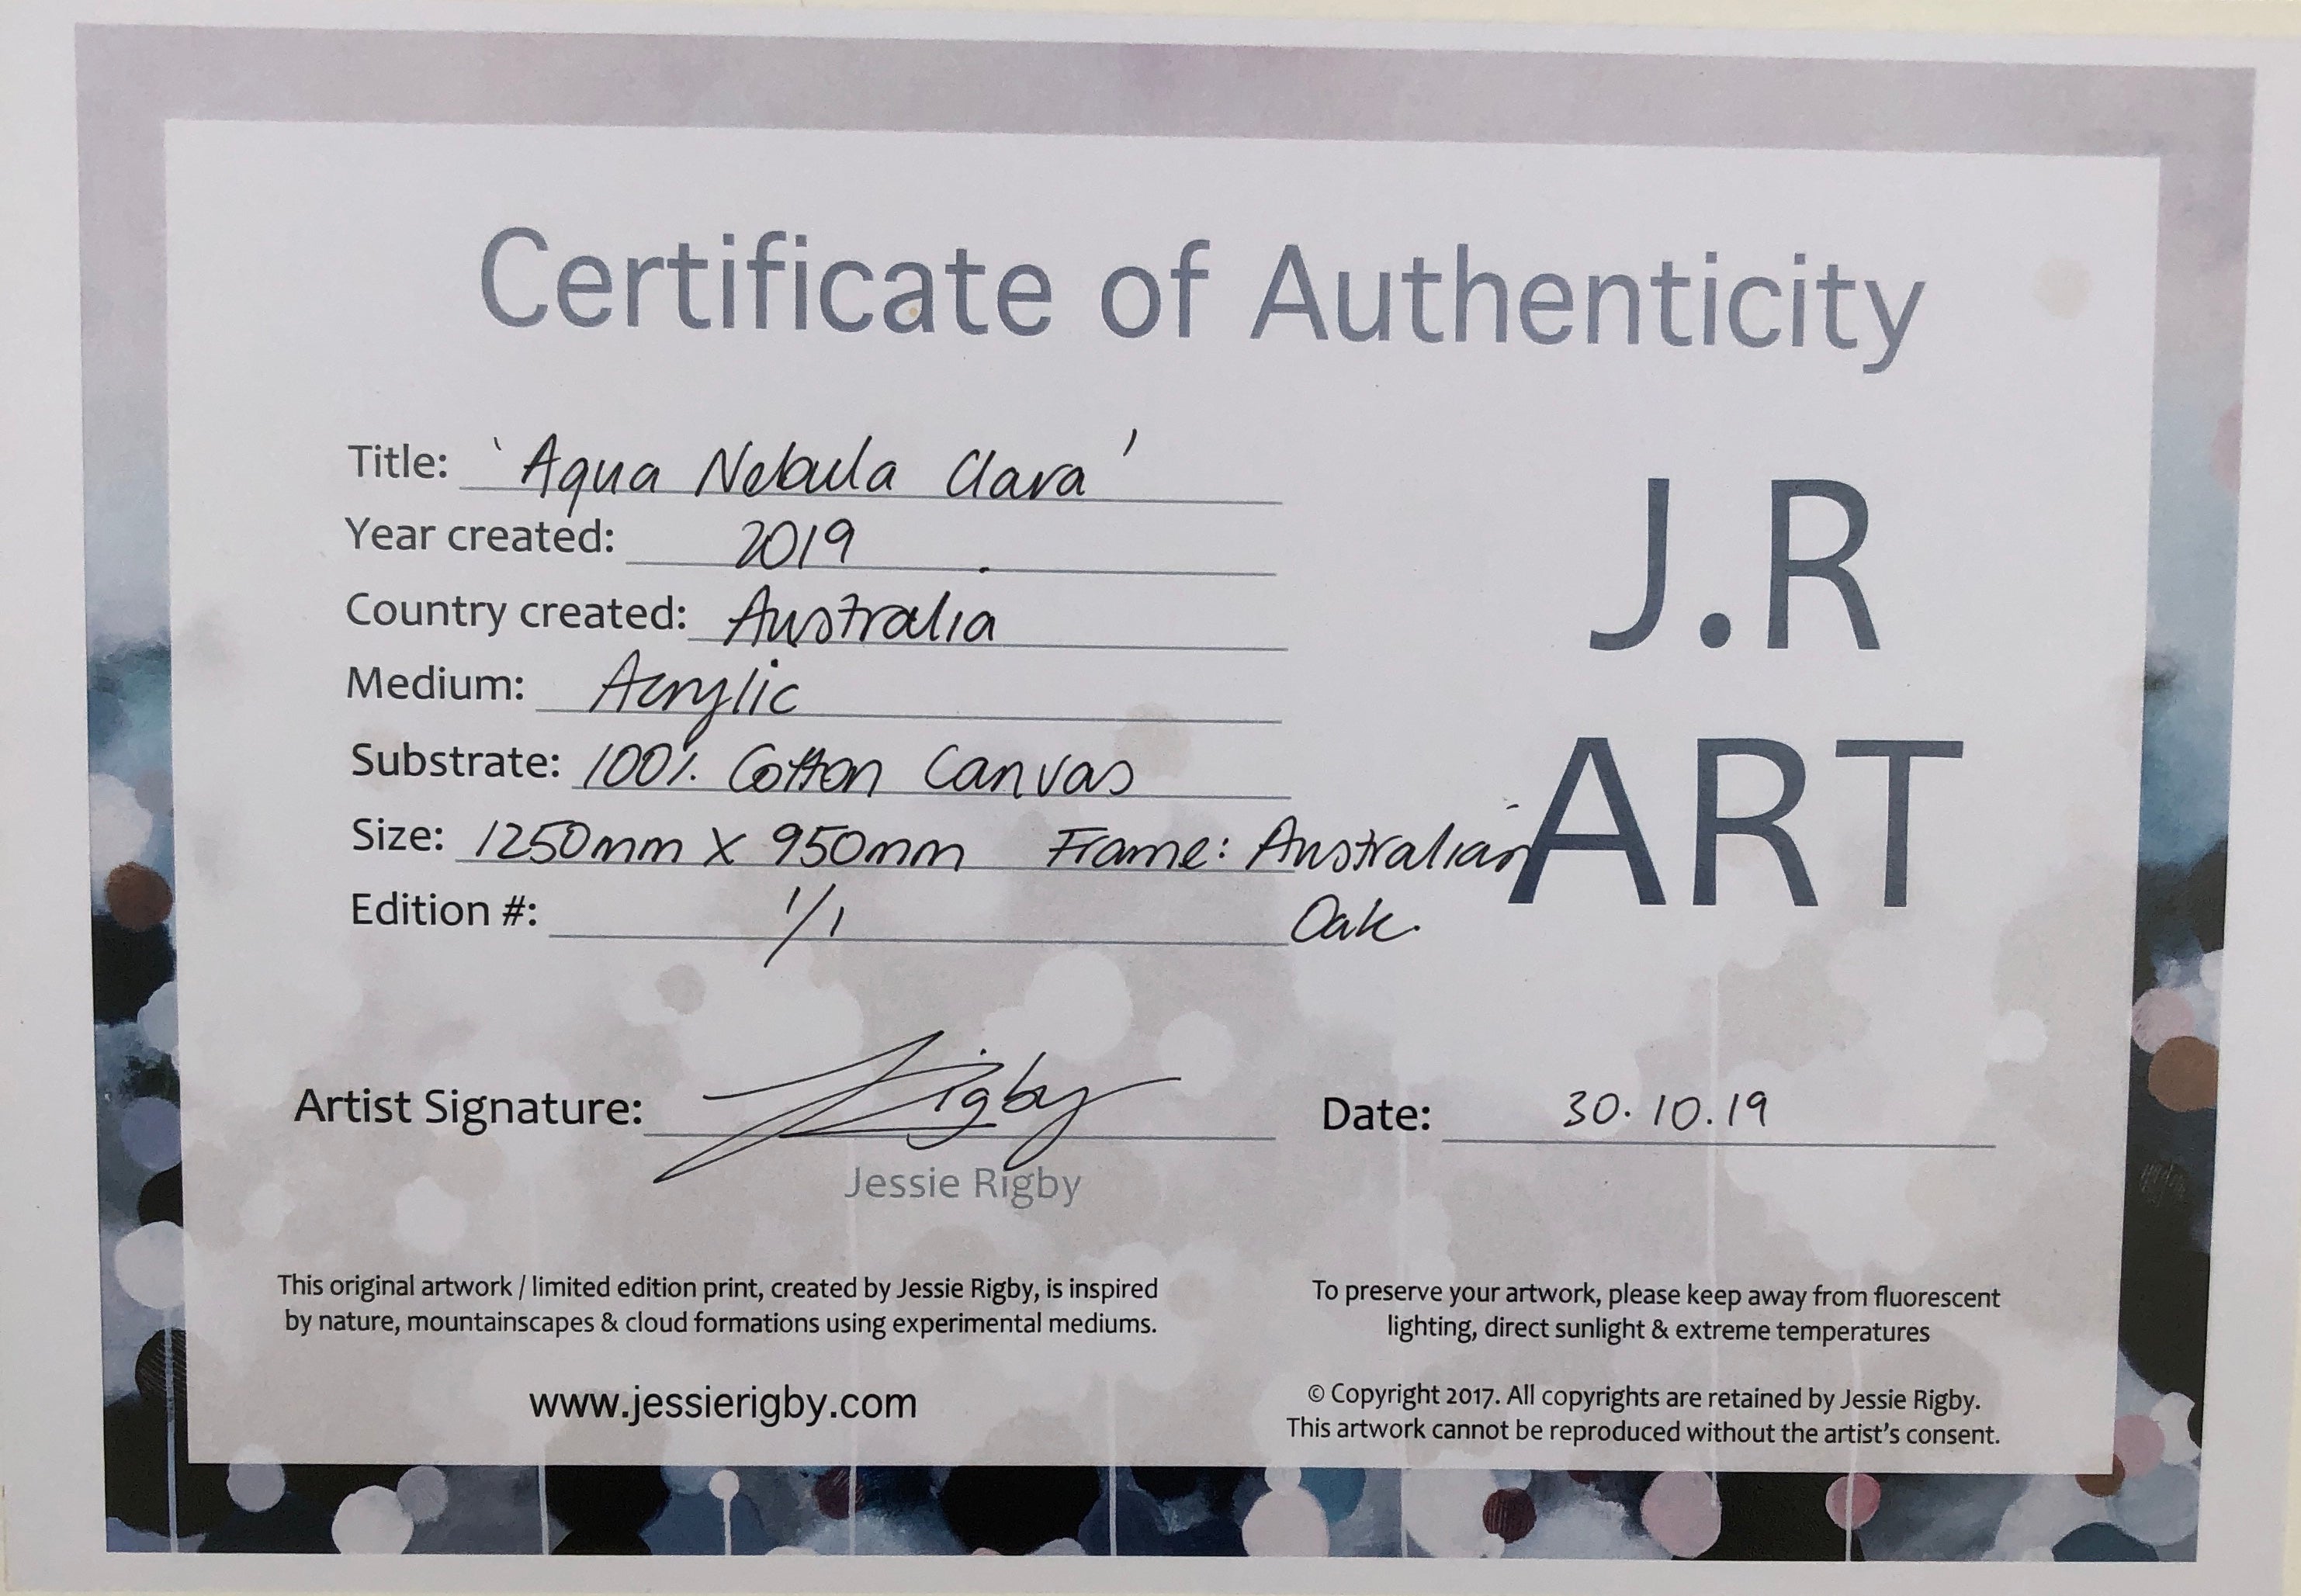 Certificate of Authenticity
Title: 'Aqua Nebula Clara'
Year created: 2019
Country created: Australia
Medium: Acrylic
Substrate: 100% Cotton Canvas
Size: 1250mm X 950mm Frame: Australian
Oak.
Edition #: 1/1
J.R
ART
Artist Signature: J Rigby
Jessie Rigby
Date: 30.10.19
This original artwork / limited edition print, created by Jessie Rigby, is inspired
by nature, mountainscapes & cloud formations using experimental mediums.
www.jessierigby.com
To preserve your artwork, please keep away from fluorescent
lighting, direct sunlight & extreme temperatures
© Copyright 2017. All copyrights are retained by Jessie Rigby.
This artwork cannot be reproduced without the artist's consent.